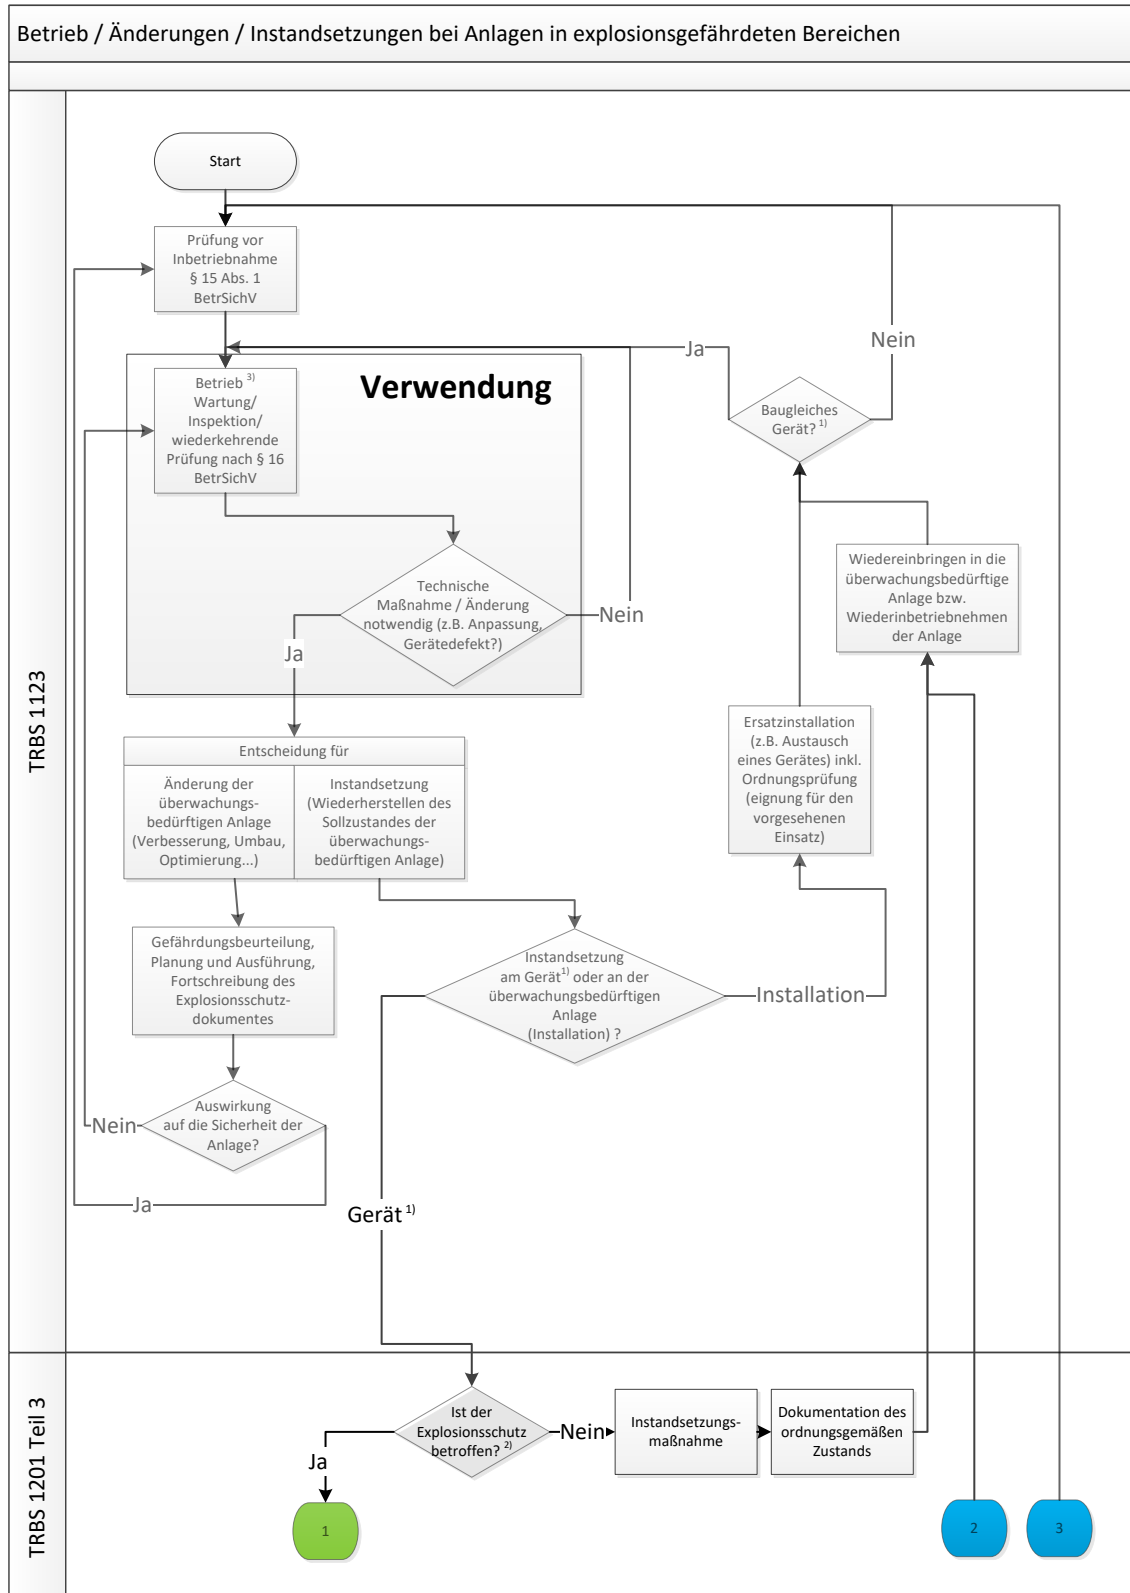 Betrieb / Änderungen / Instandsetzungen bei Anlagen in explosionsgefährdeten Bereichen
TRBS 1123
Start
Prüfung vor
Inbetriebnahme
§ 15 Abs. 1
BetrSichV
Verwendung
Betrieb ³⁾
Wartung/
Inspektion/
wiederkehrende
Prüfung nach § 16
BetrSichV
Ja
Nein
Baugleiches
Gerät? ¹⁾
Technische
Maßnahme / Änderung
notwendig (z.B. Anpassung,
Gerätedefekt?)
Nein
Ja
Wiedereinbringen in die
überwachungsbedürftige
Anlage bzw.
Wiederinbetriebnehmen
der Anlage
Entscheidung für
Änderung der
überwachungs-
bedürftigen Anlage
(Verbesserung, Umbau,
Optimierung...)
Instandsetzung
(Wiederherstellen des
Sollzustandes der
überwachungs-
bedürftigen Anlage)
Ersatzinstallation
(z.B. Austausch
eines Gerätes) inkl.
Ordnungsprüfung
(eignung für den
vorgesehenen
Einsatz)
Gefährdungsbeurteilung,
Planung und Ausführung,
Fortschreibung des
Explosionsschutz-
dokumentes
Instandsetzung
am Gerät¹⁾ oder an der
überwachungsbedürftigen
Anlage
(Installation) ?
Installation
Auswirkung
auf die Sicherheit der
Anlage?
Nein
Ja
Gerät ¹⁾
TRBS 1201 Teil 3
Ist der
Explosionsschutz
betroffen? ²⁾
Nein
Ja
Instandsetzungs-
maßnahme
Dokumentation des
ordnungsgemäßen
Zustands
1
2
3